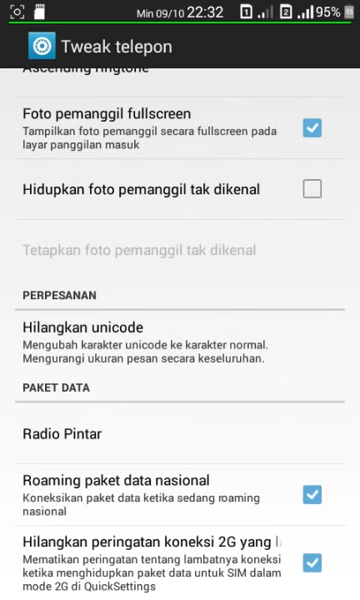 Min 09/10 22:32 1 2 95%
Tweak telepon
Ascending ringtone
Foto pemanggil fullscreen
Tampilkan foto pemanggil secara fullscreen pada
layar panggilan masuk
Hidupkan foto pemanggil tak dikenal
Tetapkan foto pemanggil tak dikenal
PERPESANAN
Hilangkan unicode
Mengubah karakter unicode ke karakter normal.
Mengurangi ukuran pesan secara keseluruhan.
PAKET DATA
Radio Pintar
Roaming paket data nasional
Koneksikan paket data ketika sedang roaming
nasional
Hilangkan peringatan koneksi 2G yang
Mematikan peringatan tentang lambatnya koneksi
ketika menghidupkan paket data untuk SIM dalam
mode 2G di QuickSettings